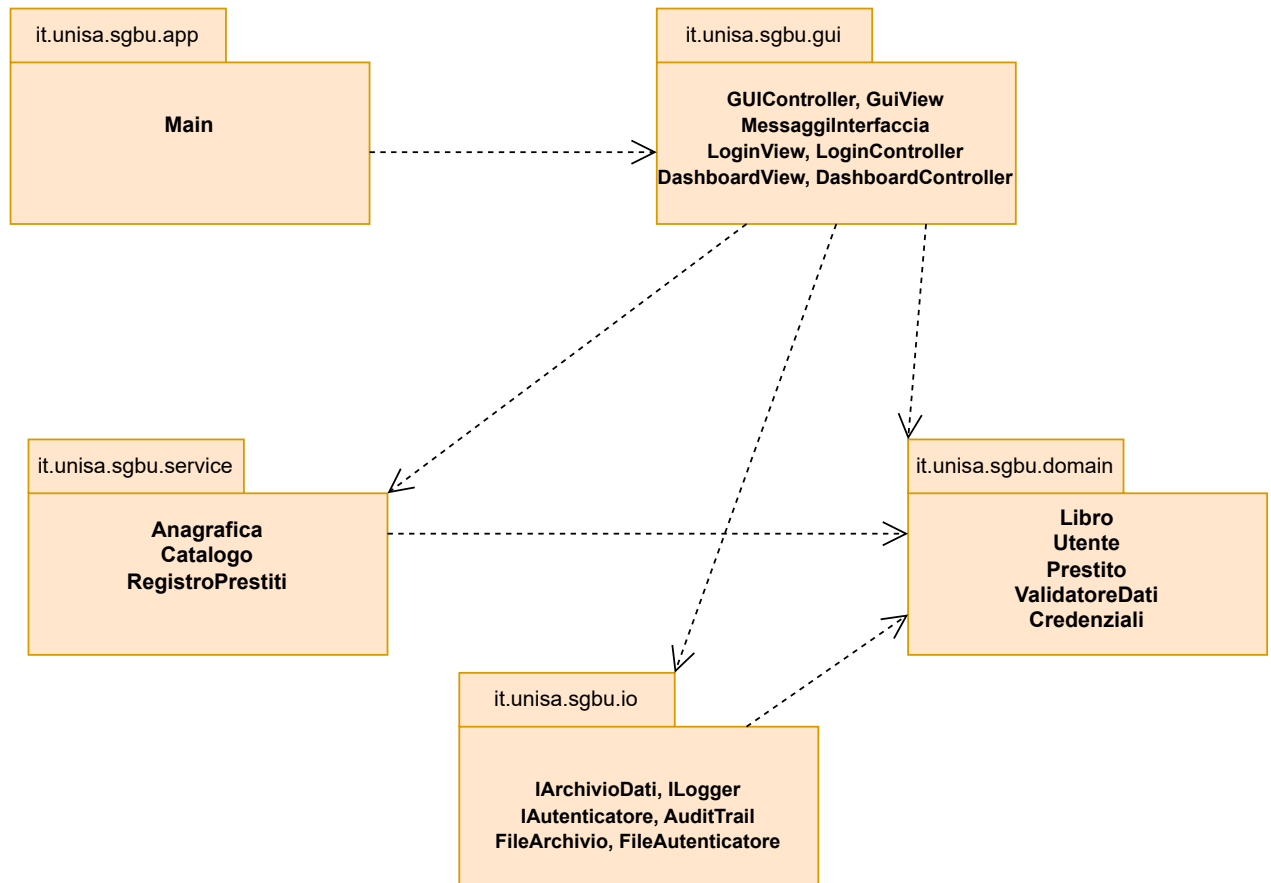 it.unisa.sgbu.app
Main
it.unisa.sgbu.gui
GUIController, GuiView
MessaggiInterfaccia
LoginView, LoginController
DashboardView, DashboardController
it.unisa.sgbu.service
Anagrafica
Catalogo
RegistroPrestiti
it.unisa.sgbu.domain
Libro
Utente
Prestito
ValidatoreDati
Credenziali
it.unisa.sgbu.io
IArchivioDati, ILogger
IAutenticatore, AuditTrail
FileArchivio, FileAutenticatore